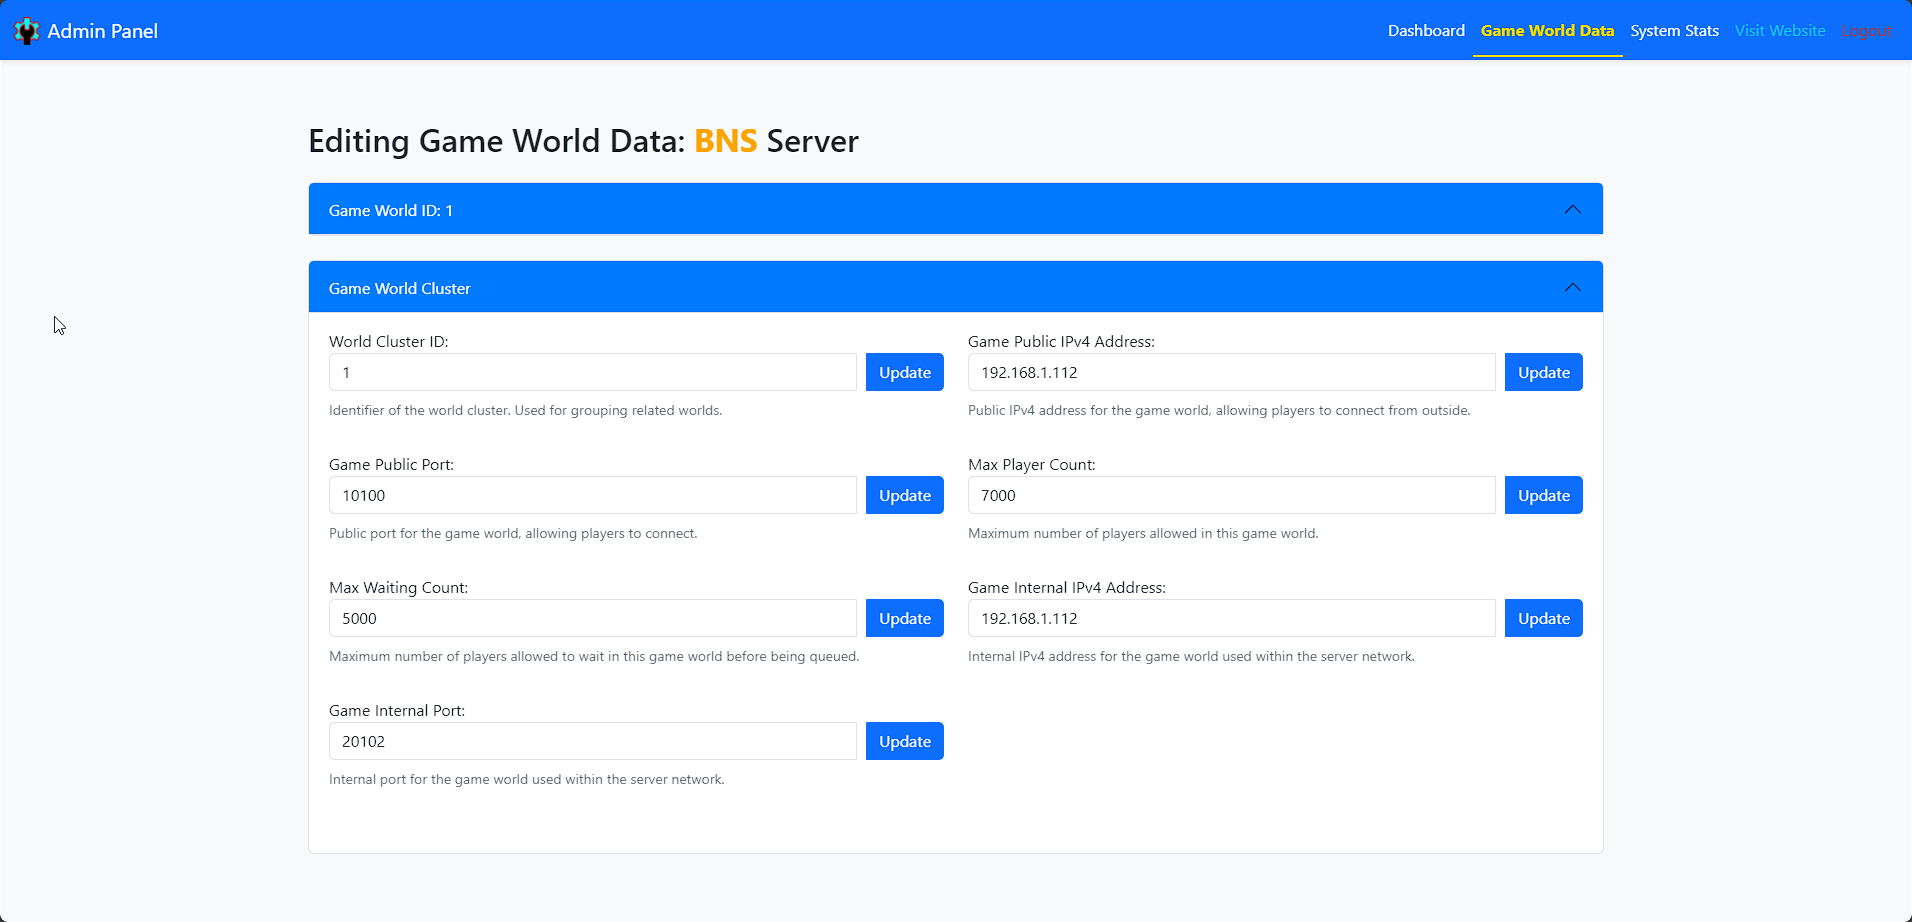 Admin Panel
Dashboard
Game World Data
System Stats
Visit Website
Logout
Editing Game World Data: BNS Server
Game World ID: 1
Game World Cluster
World Cluster ID:
1
Update
Identifier of the world cluster. Used for grouping related worlds.
Game Public IPv4 Address:
192.168.1.112
Update
Public IPv4 address for the game world, allowing players to connect from outside.
Game Public Port:
10100
Update
Public port for the game world, allowing players to connect.
Max Player Count:
7000
Update
Maximum number of players allowed in this game world.
Max Waiting Count:
5000
Update
Maximum number of players allowed to wait in this game world before being queued.
Game Internal IPv4 Address:
192.168.1.112
Update
Internal IPv4 address for the game world used within the server network.
Game Internal Port:
20102
Update
Internal port for the game world used within the server network.